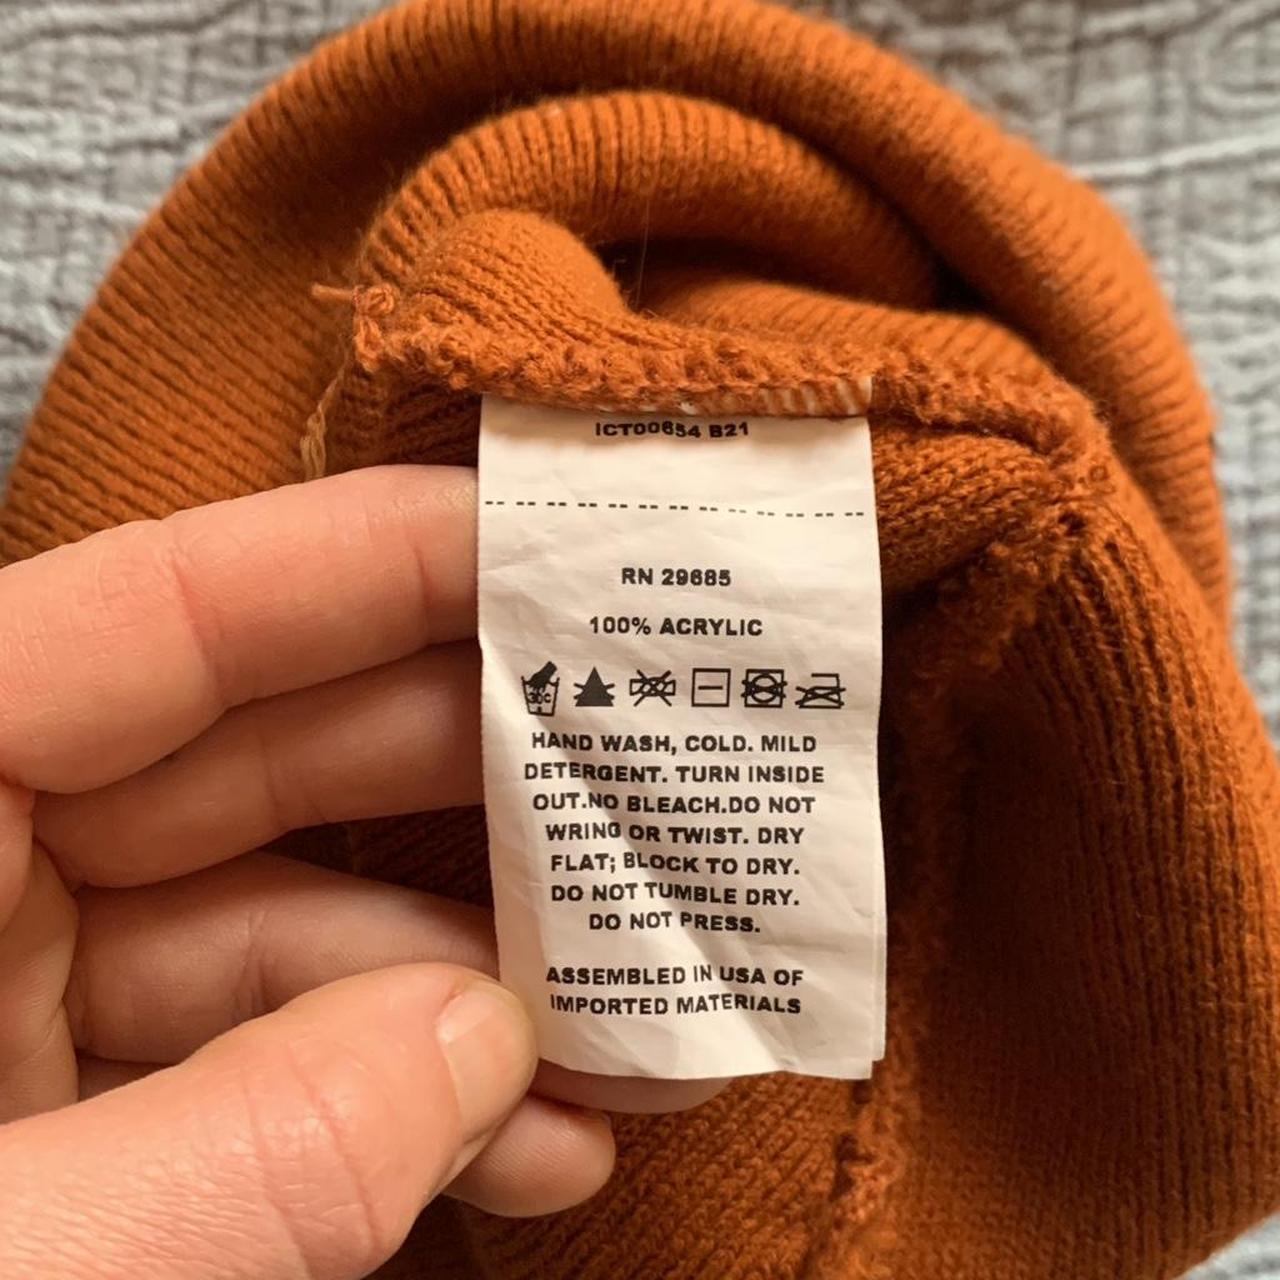 ICT00654 B21
RN 29685
100% ACRYLIC
30C
HAND WASH, COLD. MILD
DETERGENT. TURN INSIDE
OUT.NO BLEACH.DO NOT
WRING OR TWIST. DRY
FLAT; BLOCK TO DRY.
DO NOT TUMBLE DRY.
DO NOT PRESS.
ASSEMBLED IN USA OF
IMPORTED MATERIALS